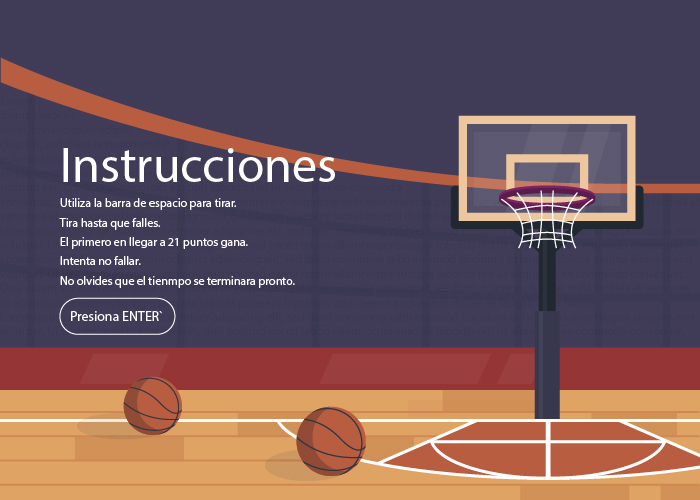 Instrucciones
Utiliza la barra de espacio para tirar.
Tira hasta que falles.
El primero en llegar a 21 puntos gana.
Intenta no fallar.
No olvides que el tienmpo se terminara pronto.
Presiona ENTER`